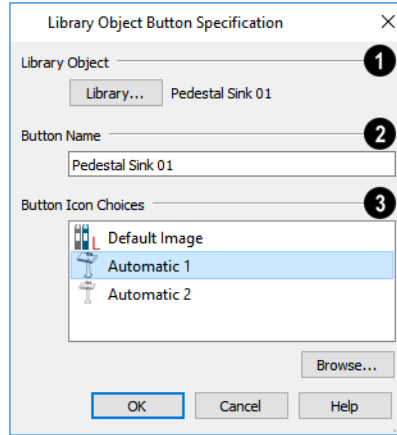 Library Object Button Specification
Library Object 1
Library... Pedestal Sink 01
Button Name 2
Pedestal Sink 01
Button Icon Choices 3
L Default Image
Automatic 1
Automatic 2
Browse...
OK Cancel Help